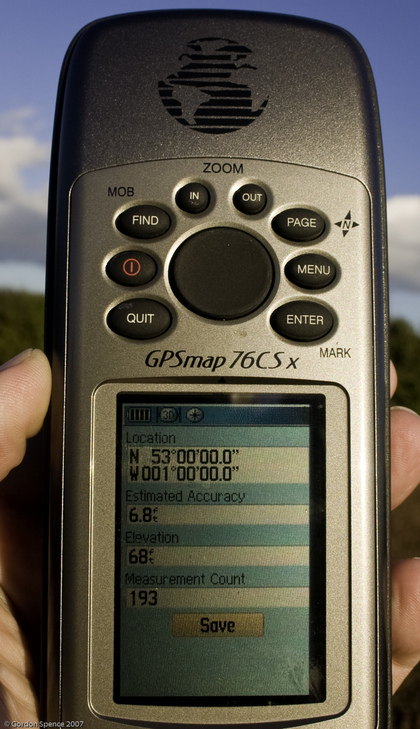 ZOOM
MOB
IN
OUT
FIND
PAGE
N
MENU
QUIT
ENTER
MARK
GPSmap 76CSx
3D
Location
N 53°00'00.0"
W001°00'00.0"
Estimated Accuracy
6.8ft
Elevation
68ft
Measurement Count
193
Save
© Gordon Spence 2007